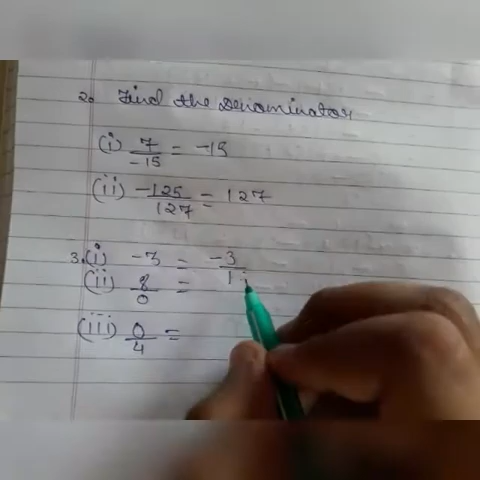 2. Find the Denominator
(i) 7/-15 = -15
(ii) -125/127 = 127
3. (i) -3 = -3/1
(ii) 8/0 =
(iii) 0/4 =